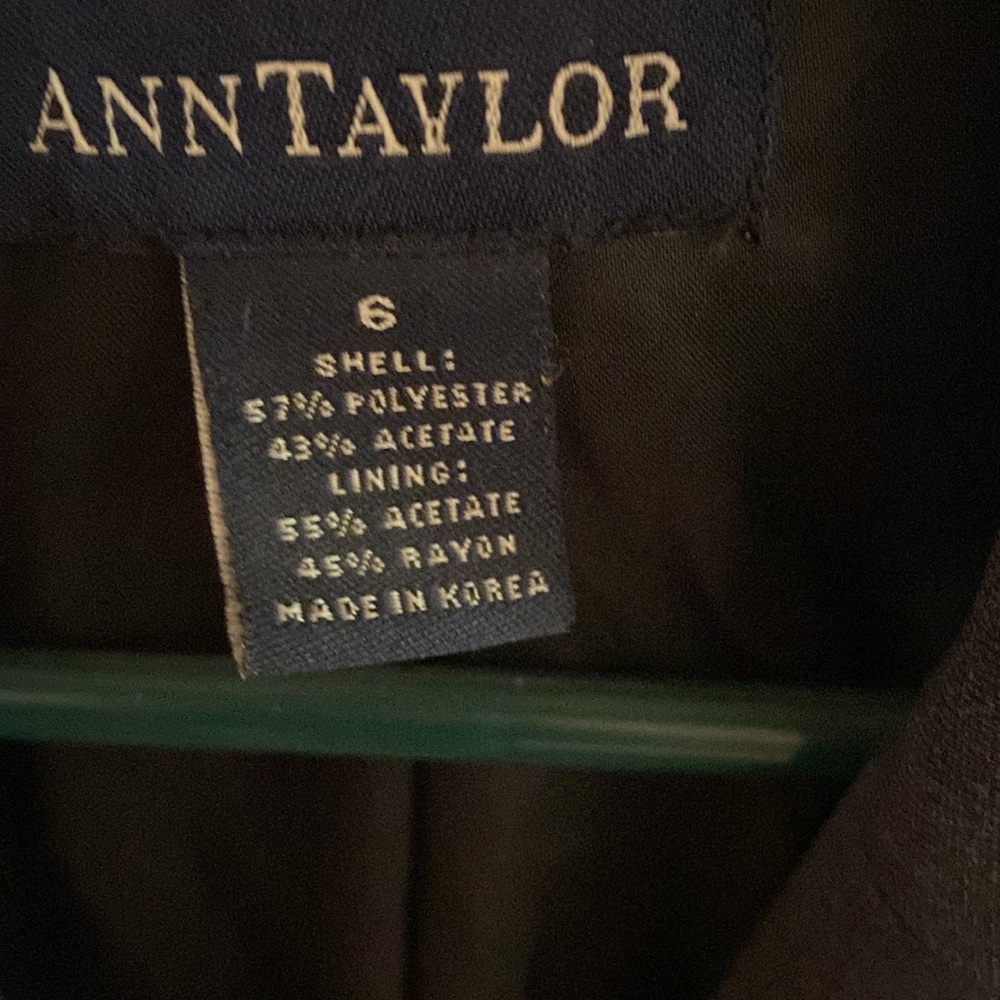 ANNTAYLOR
6
SHELL:
57% POLYESTER
43% ACETATE
LINING:
55% ACETATE
45% RAYON
MADE IN KOREA